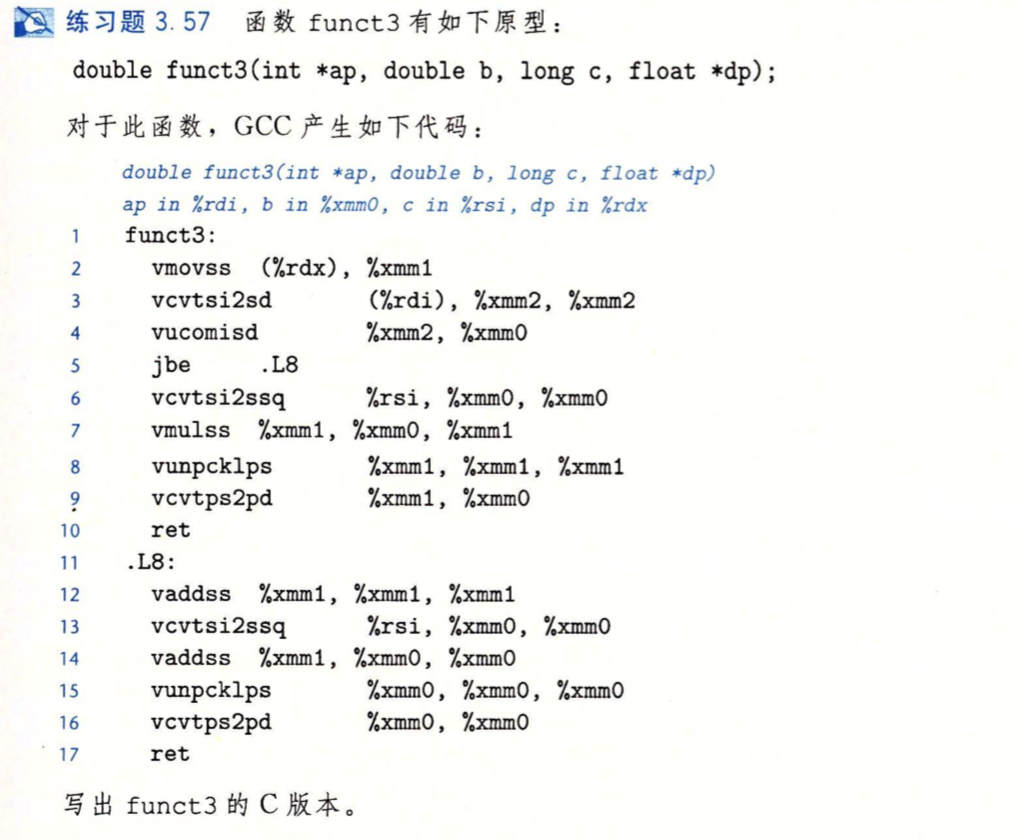 练习题 3.57 函数 funct3 有如下原型：
double funct3(int *ap, double b, long c, float *dp);
对于此函数，GCC 产生如下代码：
double funct3(int *ap, double b, long c, float *dp)
ap in %rdi, b in %xmm0, c in %rsi, dp in %rdx
1 funct3:
2 vmovss (%rdx), %xmm1
3 vcvtsi2sd (%rdi), %xmm2, %xmm2
4 vucomisd %xmm2, %xmm0
5 jbe .L8
6 vcvtsi2ssq %rsi, %xmm0, %xmm0
7 vmulss %xmm1, %xmm0, %xmm1
8 vunpcklps %xmm1, %xmm1, %xmm1
9 vcvtps2pd %xmm1, %xmm0
10 ret
11 .L8:
12 vaddss %xmm1, %xmm1, %xmm1
13 vcvtsi2ssq %rsi, %xmm0, %xmm0
14 vaddss %xmm1, %xmm0, %xmm0
15 vunpcklps %xmm0, %xmm0, %xmm0
16 vcvtps2pd %xmm0, %xmm0
17 ret
写出 funct3 的 C 版本。